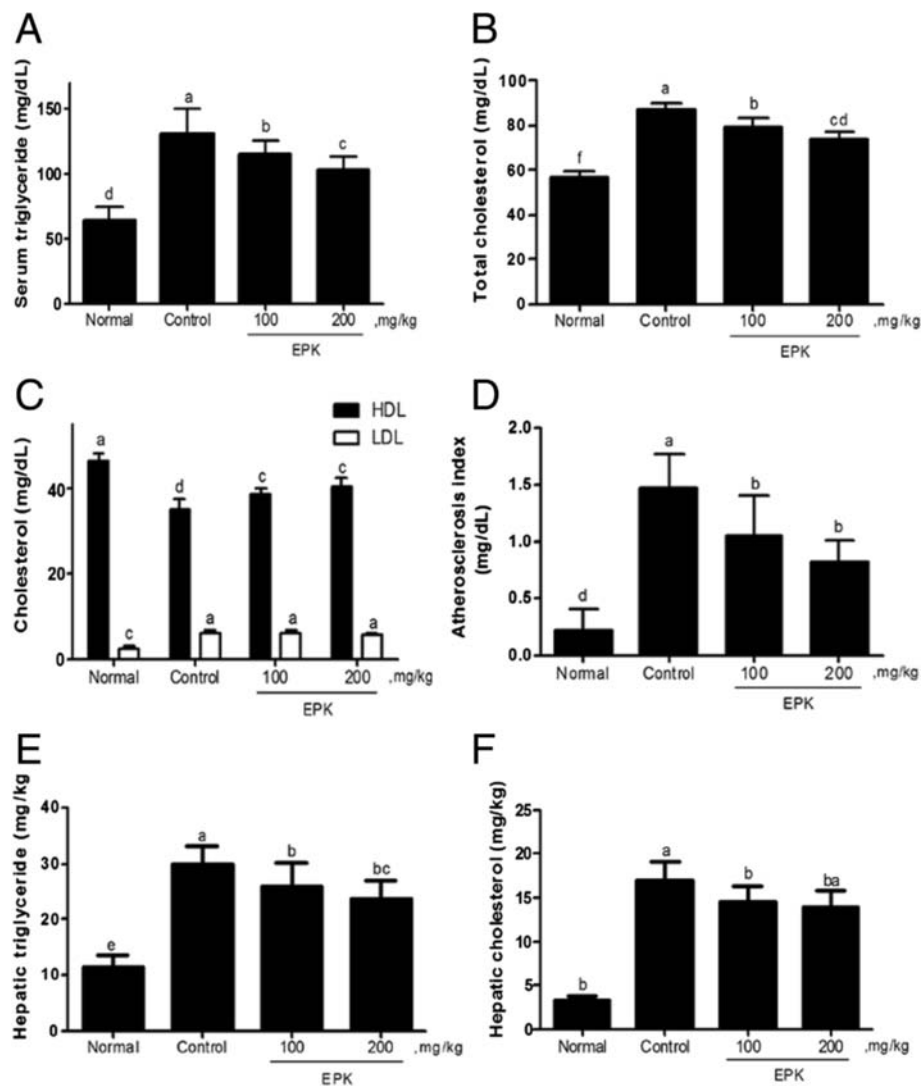 A
Serum triglyceride (mg/dL)
150
100
50
0
a
b
c
d
Normal Control 100 200 ,mg/kg
EPK
B
Total cholesterol (mg/dL)
100
80
60
40
20
0
a
b
cd
f
Normal Control 100 200 ,mg/kg
EPK
C
HDL
LDL
Cholesterol (mg/dL)
40
20
0
a
d
c
c
c
a
a
a
Normal Control 100 200 ,mg/kg
EPK
D
Atherosclerosis index
(mg/dL)
2.0
1.5
1.0
0.5
0.0
a
b
b
d
Normal Control 100 200 ,mg/kg
EPK
E
Hepatic triglyceride (mg/kg
40
30
20
10
0
a
b
bc
e
Normal Control 100 200 ,mg/kg
EPK
F
Hepatic cholesterol (mg/kg)
25
20
15
10
5
0
a
b
ba
b
Normal Control 100 200 ,mg/kg
EPK